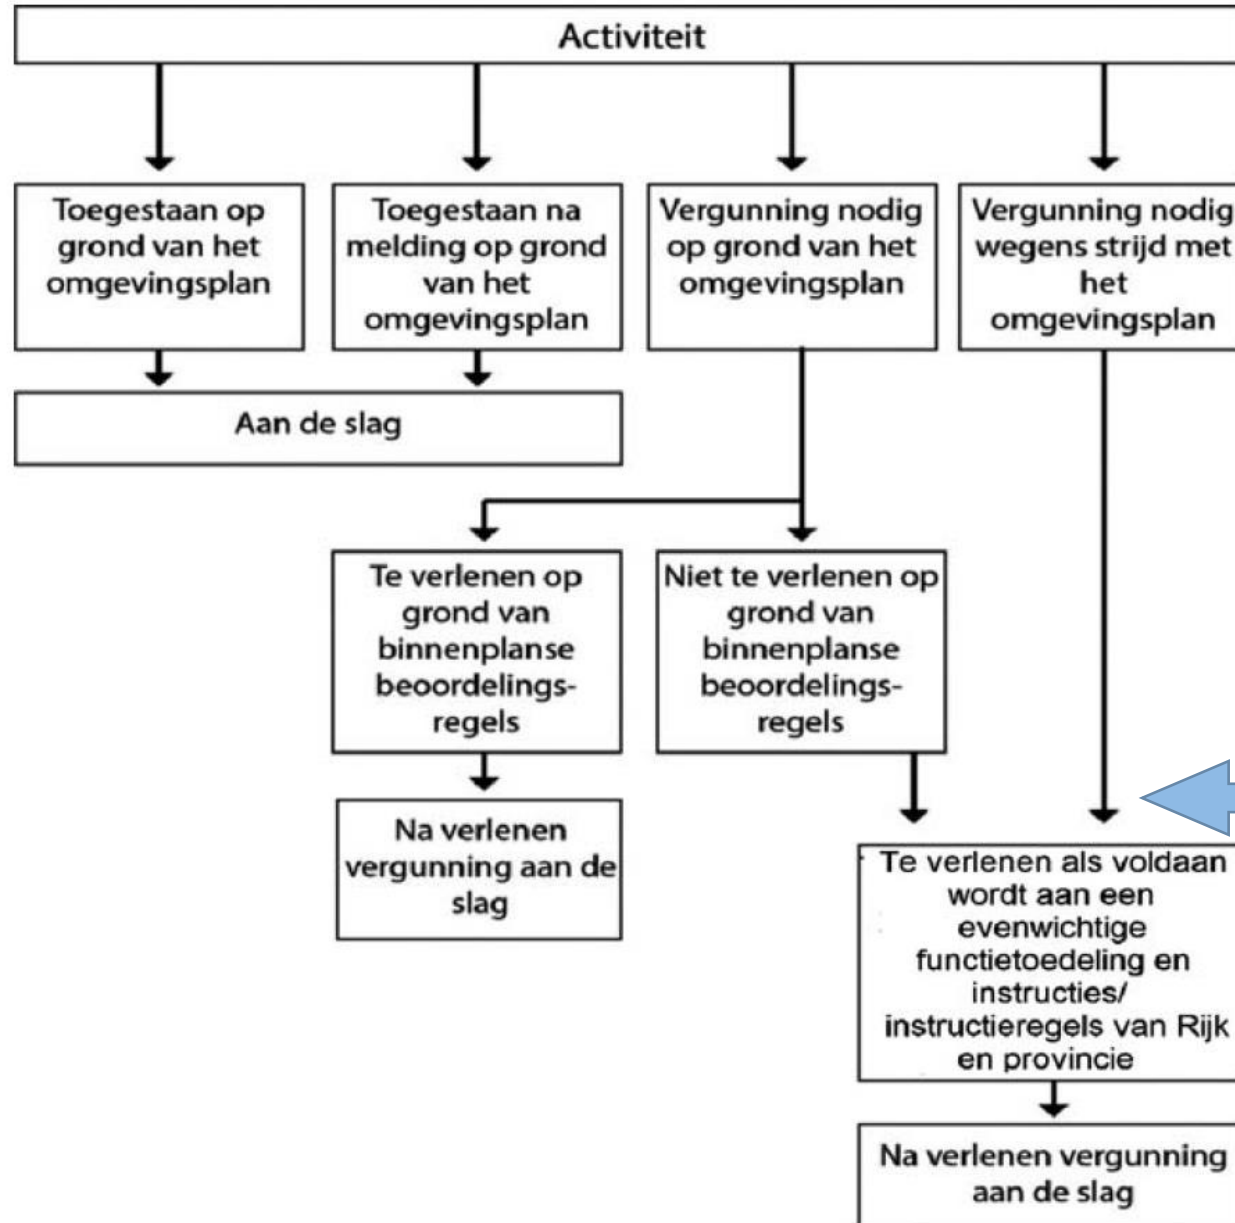 Activiteit
Toegestaan op
grond van het
omgevingsplan
Toegestaan na
melding op grond
van het
omgevingsplan
Vergunning nodig
op grond van het
omgevingsplan
Vergunning nodig
wegens strijd met
het
omgevingsplan
Aan de slag
Te verlenen op
grond van
binnenplanse
beoordelings-
regels
Niet te verlenen op
grond van
binnenplanse
beoordelings-
regels
Na verlenen
vergunning aan de
slag
Te verlenen als voldaan
wordt aan een
evenwichtige
functietoedeling en
instructies/
instructieregels van Rijk
en provincie
Na verlenen vergunning
aan de slag